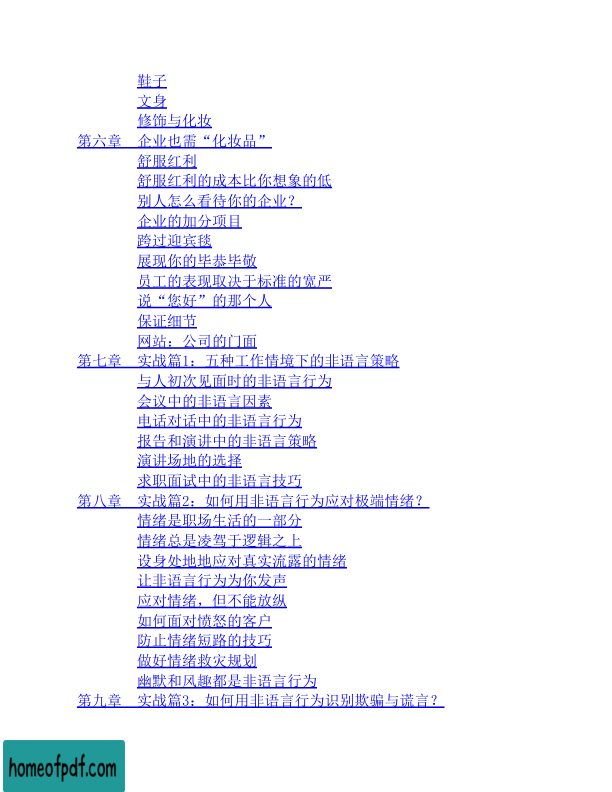 鞋子
文身
修饰与化妆
第六章　企业也需“化妆品”
舒服红利
舒服红利的成本比你想象的低
别人怎么看待你的企业？
企业的加分项目
跨过迎宾毯
展现你的毕恭毕敬
员工的表现取决于标准的宽严
说“您好”的那个人
保证细节
网站：公司的门面
第七章　实战篇1：五种工作情境下的非语言策略
与人初次见面时的非语言行为
会议中的非语言因素
电话对话中的非语言行为
报告和演讲中的非语言策略
演讲场地的选择
求职面试中的非语言技巧
第八章　实战篇2：如何用非语言行为应对极端情绪？
情绪是职场生活的一部分
情绪总是凌驾于逻辑之上
设身处地地应对真实流露的情绪
让非语言行为为你发声
应对情绪，但不能放纵
如何面对愤怒的客户
防止情绪短路的技巧
做好情绪救灾规划
幽默和风趣都是非语言行为
第九章　实战篇3：如何用非语言行为识别欺骗与谎言？
homeofpdf.com